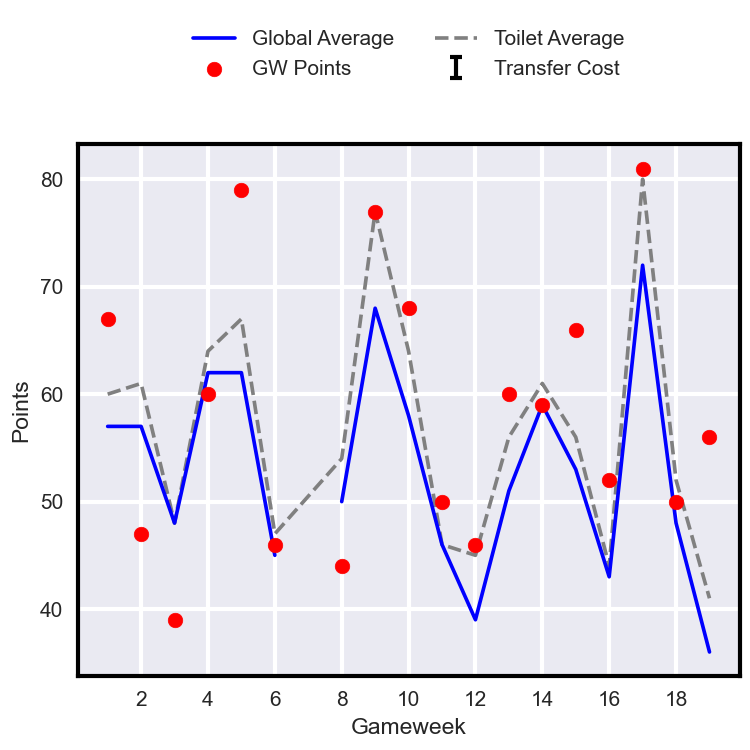 Global Average
Toilet Average
GW Points
Transfer Cost
80
70
60
50
40
Points
2 4 6 8 10 12 14 16 18
Gameweek